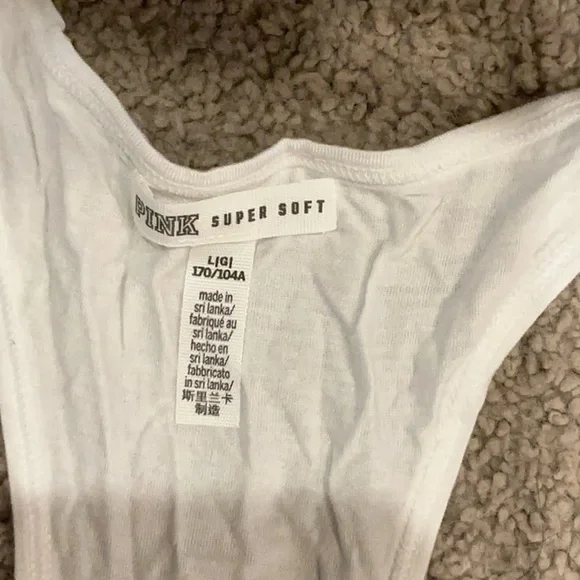 PINK SUPER SOFT
L|G|
170/104A
made in
sri lanka/
fabriqué au
sri lanka/
hecho en
sri lanka/
fabbricato
in sri lanka/
斯里兰卡
制造